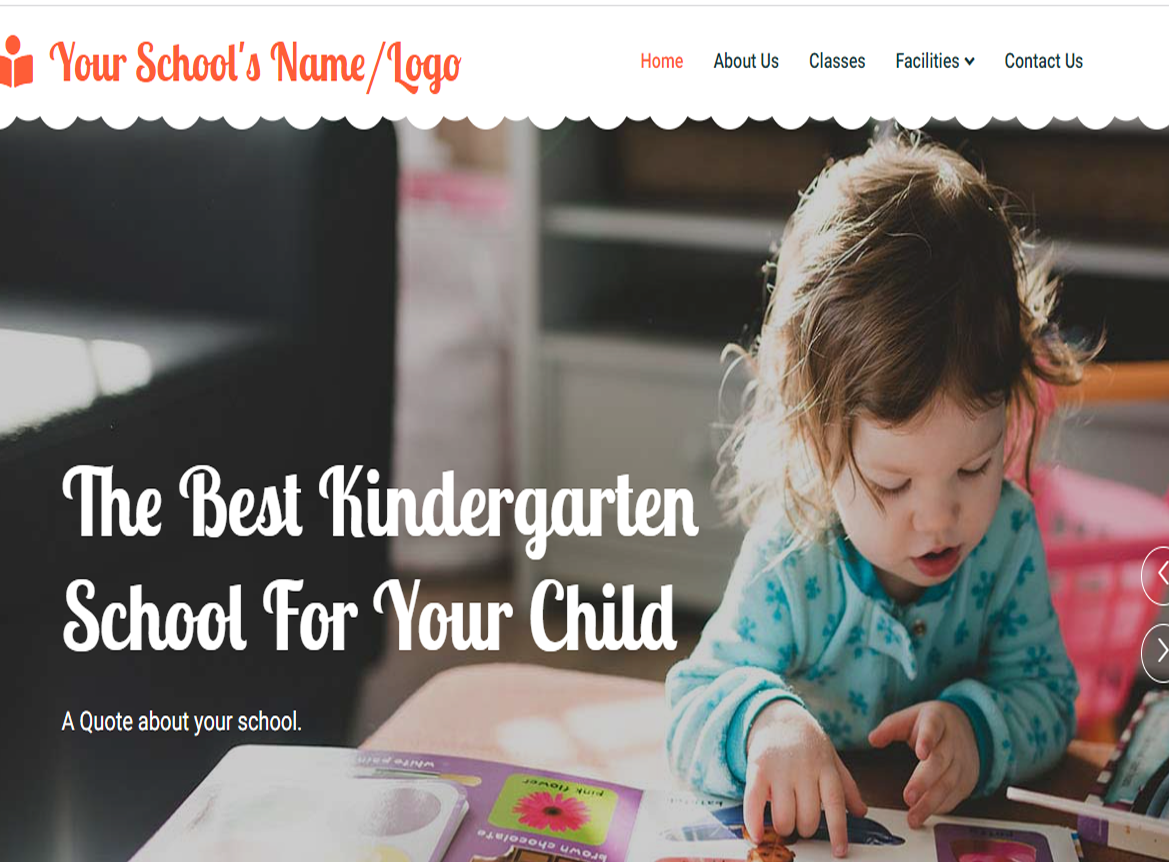 Your School's Name/Logo
Home About Us Classes Facilities Contact Us
The Best Kindergarten
School For Your Child
A Quote about your school.
white pain
pink flower
brown chocolate